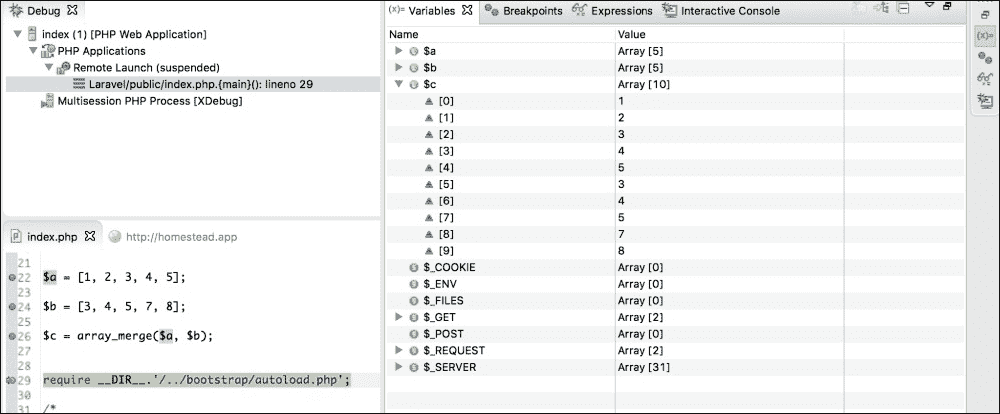 Debug
index (1) [PHP Web Application]
PHP Applications
Remote Launch (suspended)
Laravel/public/index.php.{main}(): lineno 29
Multisession PHP Process [XDebug]
index.php
http://homestead.app
21
22 $a = [1, 2, 3, 4, 5];
23
24 $b = [3, 4, 5, 7, 8];
25
26 $c = array_merge($a, $b);
27
28
29 require __DIR__.'/../bootstrap/autoload.php';
30
31 /*
(x)= Variables
Breakpoints
Expressions
Interactive Console
Name Value
$a Array [5]
$b Array [5]
$c Array [10]
[0] 1
[1] 2
[2] 3
[3] 4
[4] 5
[5] 3
[6] 4
[7] 5
[8] 7
[9] 8
$_COOKIE Array [0]
$_ENV Array [0]
$_FILES Array [0]
$_GET Array [2]
$_POST Array [0]
$_REQUEST Array [2]
$_SERVER Array [31]
(x)=